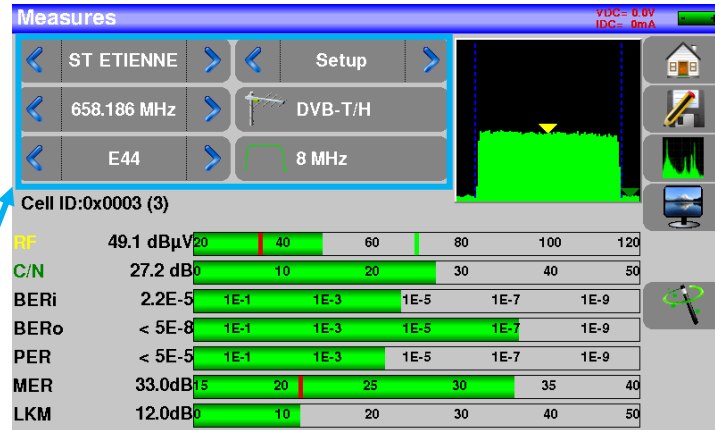 Measures
VDC= 0.0V
IDC= 0mA
ST ETIENNE Setup
658.186 MHz DVB-T/H
E44 8 MHz
Cell ID:0x0003 (3)
RF 49.1 dBµV 20 40 60 80 100 120
C/N 27.2 dB 0 10 20 30 40 50
BERi 2.2E-5 1E-1 1E-3 1E-5 1E-7 1E-9
BERo < 5E-8 1E-1 1E-3 1E-5 1E-7 1E-9
PER < 5E-5 1E-1 1E-3 1E-5 1E-7 1E-9
MER 33.0dB 15 20 25 30 35 40
LKM 12.0dB 0 10 20 30 40 50